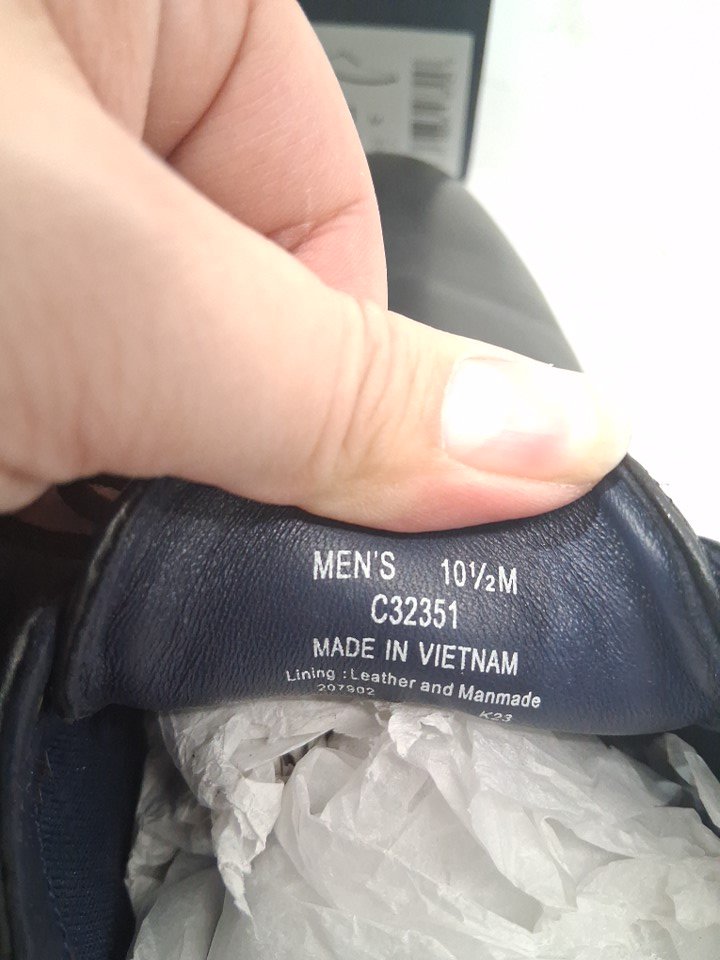 MEN'S 10½M
C32351
MADE IN VIETNAM
Lining : Leather and Manmade
207902
K23